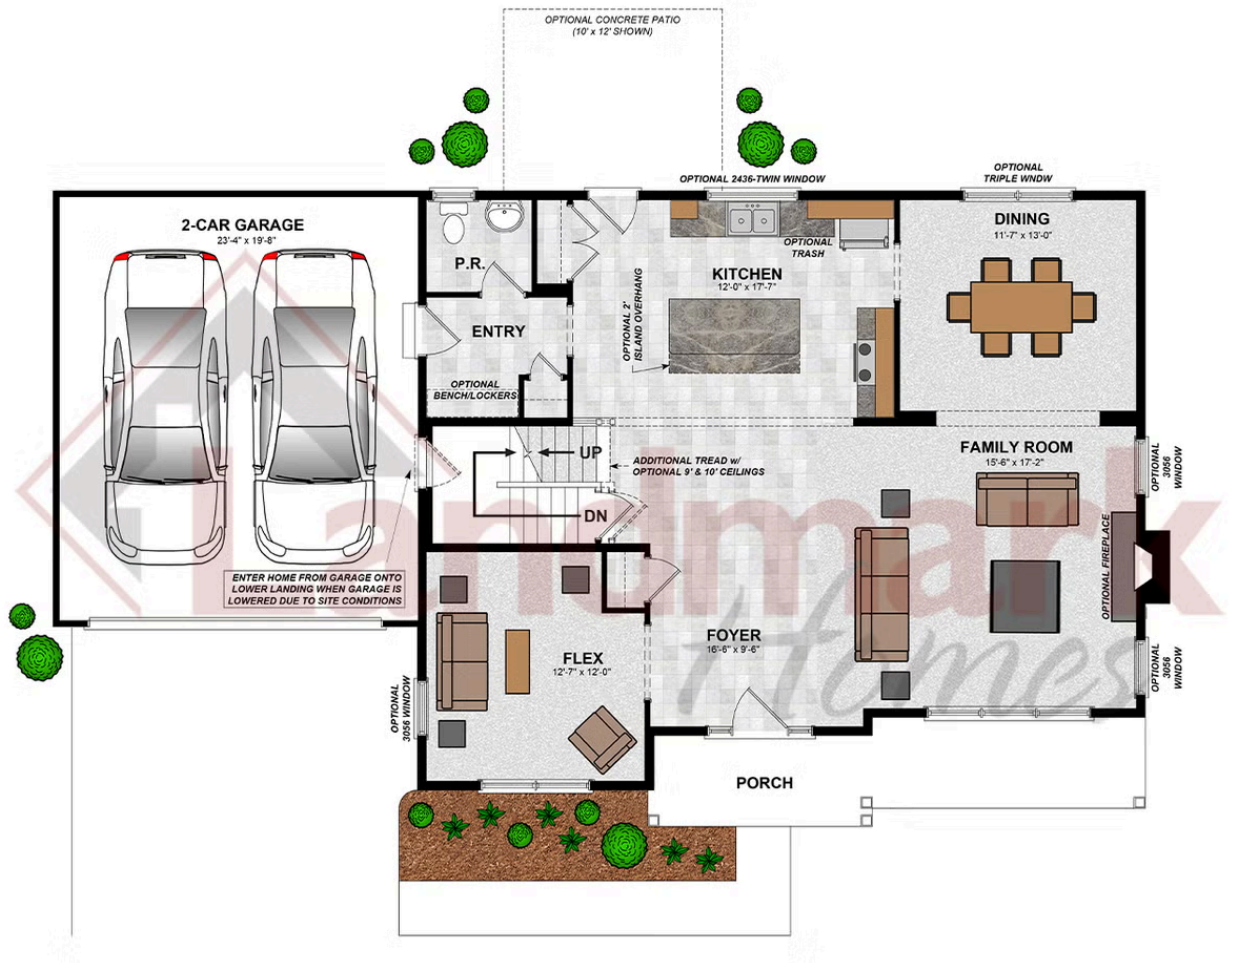 OPTIONAL CONCRETE PATIO
(10' x 12' SHOWN)
OPTIONAL 2436-TWIN WINDOW
OPTIONAL
TRIPLE WNDW
2-CAR GARAGE
23'-4" x 19'-8"
P.R.
OPTIONAL
TRASH
DINING
11'-7" x 13'-0"
KITCHEN
12'-0" x 17'-7"
OPTIONAL 2'
ISLAND OVERHANG
ENTRY
OPTIONAL
BENCH/LOCKERS
UP
ADDITIONAL TREAD w/
OPTIONAL 9' & 10' CEILINGS
FAMILY ROOM
15'-6" x 17'-2"
OPTIONAL
3056
WINDOW
DN
OPTIONAL FIREPLACE
Landmark
Homes
ENTER HOME FROM GARAGE ONTO
LOWER LANDING WHEN GARAGE IS
LOWERED DUE TO SITE CONDITIONS
FOYER
16'-6" x 9'-6"
FLEX
12'-7" x 12'-0"
OPTIONAL
3056 WINDOW
OPTIONAL
3056
WINDOW
PORCH